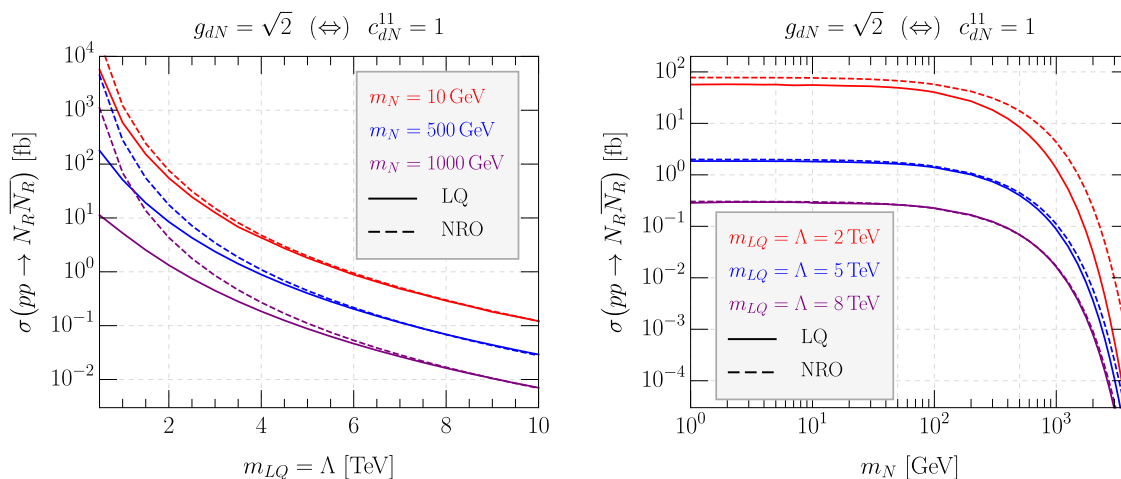 g_{dN} = √2 (⇔) c_{dN}^{11} = 1
σ(pp → N_R \overline{N_R}) [fb]
10^4
10^3
10^2
10^1
10^0
10^{-1}
10^{-2}
m_N = 10 GeV
m_N = 500 GeV
m_N = 1000 GeV
LQ
NRO
2 4 6 8 10
m_{LQ} = Λ [TeV]
g_{dN} = √2 (⇔) c_{dN}^{11} = 1
σ(pp → N_R \overline{N_R}) [fb]
10^2
10^1
10^0
10^{-1}
10^{-2}
10^{-3}
10^{-4}
m_{LQ} = Λ = 2 TeV
m_{LQ} = Λ = 5 TeV
m_{LQ} = Λ = 8 TeV
LQ
NRO
10^0 10^1 10^2 10^3
m_N [GeV]